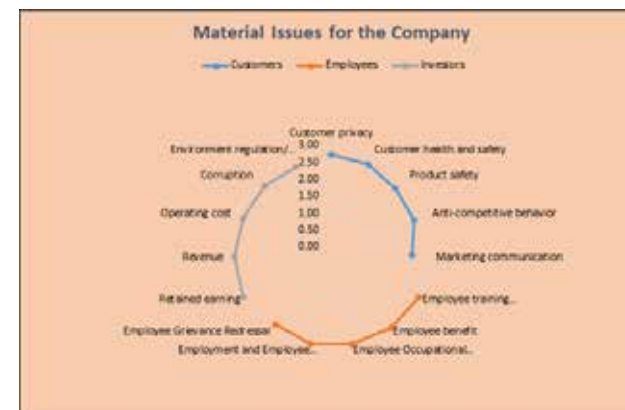 Material Issues for the Company
Customers Employees Investors
Customer privacy
Environment regulation/...
3.00
Customer health and safety
2.50
Corruption
2.00
Product safety
1.50
Operating cost
1.00
Anti-competitive behavior
0.50
0.00
Revenue
Marketing communication
Retained earning
Employee training...
Employee Grievance Redressal
Employee benefit
Employment and Employee...
Employee Occupational...